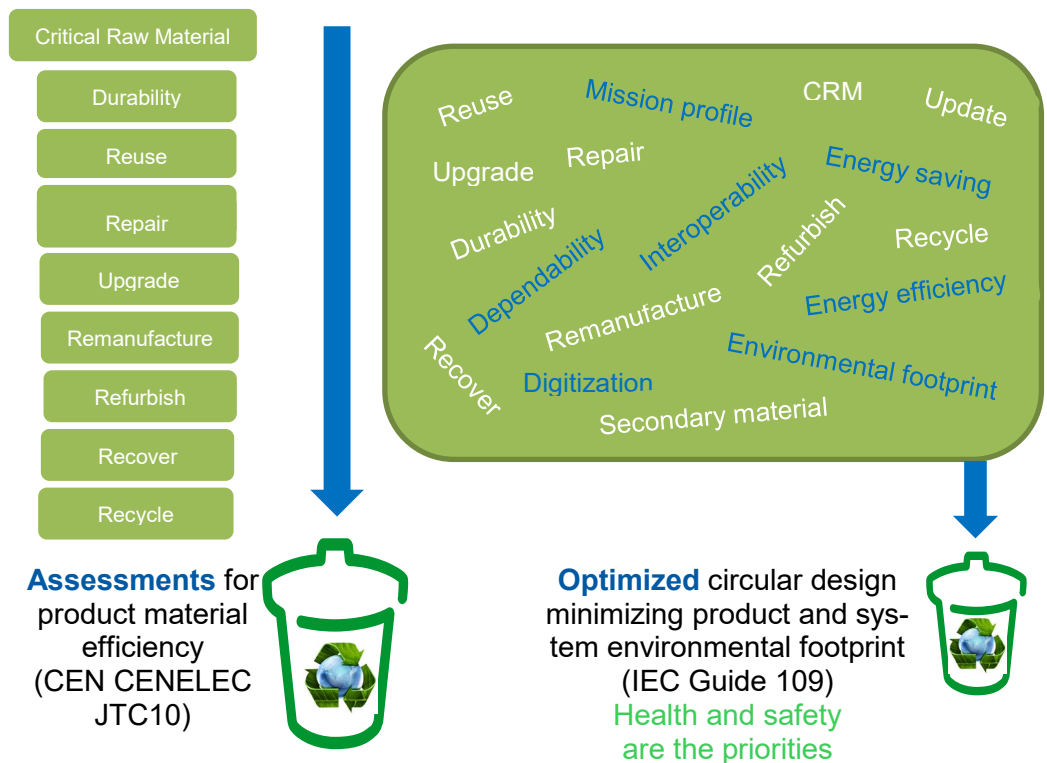 Critical Raw Material
Durability
Reuse
Repair
Upgrade
Remanufacture
Refurbish
Recover
Recycle
Assessments for
product material
efficiency
(CEN CENELEC
JTC10)
Reuse
Mission profile
CRM
Update
Upgrade
Repair
Energy saving
Durability
Dependability
Interoperability
Refurbish
Recycle
Remanufacture
Energy efficiency
Recover
Digitization
Environmental footprint
Secondary material
Optimized circular design
minimizing product and sys-
tem environmental footprint
(IEC Guide 109)
Health and safety
are the priorities